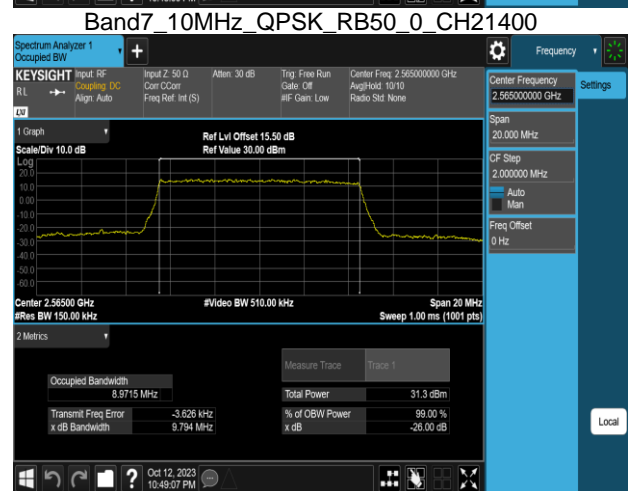 Band7_10MHz_QPSK_RB50_0_CH21400
Spectrum Analyzer 1
Occupied BW
Frequency
KEYSIGHT
R L
LXI
Input: RF
Coupling: DC
Align: Auto
Input Z: 50 Ω
Corr CCorr
Freq Ref: Int (S)
Atten: 30 dB
Trig: Free Run
Gate: Off
#IF Gain: Low
Center Freq: 2.565000000 GHz
Avg|Hold: 10/10
Radio Std: None
Center Frequency
2.565000000 GHz
Settings
Span
20.000 MHz
CF Step
2.000000 MHz
Auto
Man
Freq Offset
0 Hz
1 Graph
Scale/Div 10.0 dB
Ref Lvl Offset 15.50 dB
Ref Value 30.00 dBm
Log
20.0
10.0
0.00
-10.0
-20.0
-30.0
-40.0
-50.0
-60.0
Center 2.56500 GHz
#Res BW 150.00 kHz
#Video BW 510.00 kHz
Span 20 MHz
Sweep 1.00 ms (1001 pts)
2 Metrics
Measure Trace
Trace 1
Occupied Bandwidth
8.9715 MHz
Total Power
31.3 dBm
Transmit Freq Error
-3.626 kHz
% of OBW Power
99.00 %
x dB Bandwidth
9.794 MHz
x dB
-26.00 dB
Local
Oct 12, 2023
10:49:07 PM